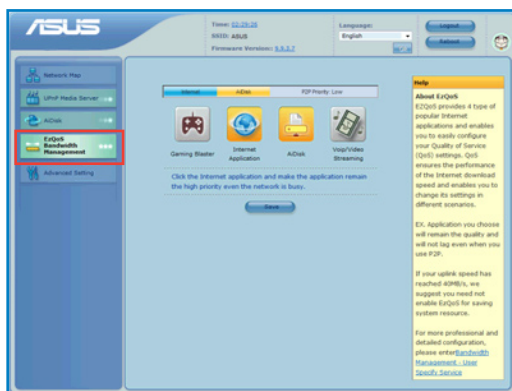 ASUS
Time: 02:29:26
SSID: ASUS
Firmware Version:
Language:
English
Logout
Reboot
Network Map
UPnP Media Server
AiDisk
EzQoS
Bandwidth
Management
Advanced Setting
Internet
AiDisk
P2P Priority: Low
Gaming Blaster
Internet
Application
AiDisk
Voip/Video
Streaming
Click the Internet application and make the application remain
the high priority even the network is busy.
Save
Help
About EzQoS
EZQoS provides 4 type of
popular Internet
applications and enables
you to easily configure
your Quality of Service
(QoS) settings. QoS
ensures the performance
of the Internet download
speed and enables you to
change its settings in
different scenarios.
EX. Application you choose
will remain the quality and
will not lag even when you
use P2P.
If your uplink speed has
reached 40MB/s, we
suggest you need not
enable EzQoS for saving
system resource.
For more professional and
detailed configuration,
please enterBandwidth
Management - User
Specify Service